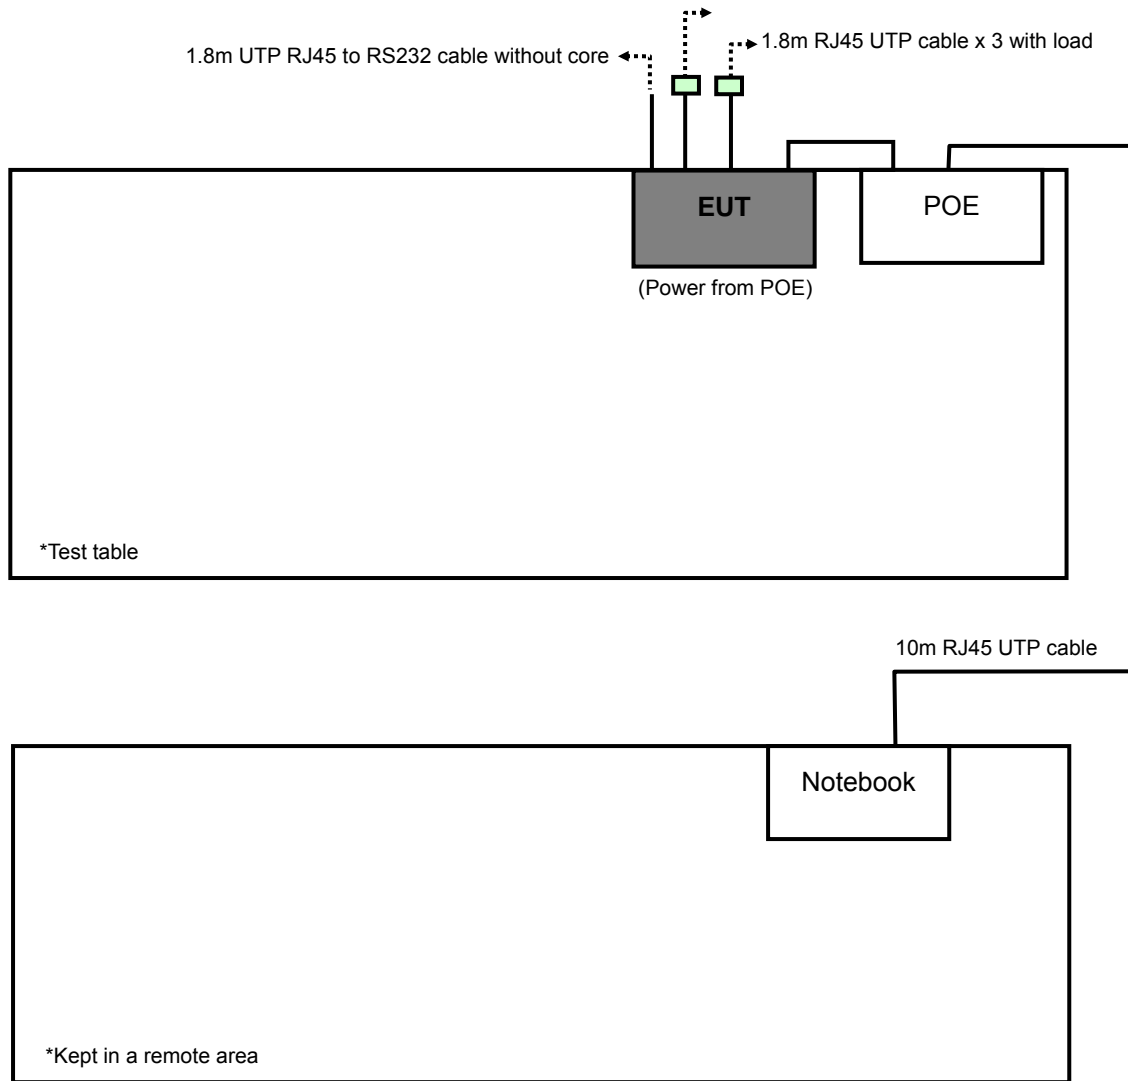 1.8m UTP RJ45 to RS232 cable without core
1.8m RJ45 UTP cable x 3 with load
EUT
POE
(Power from POE)
*Test table
10m RJ45 UTP cable
Notebook
*Kept in a remote area